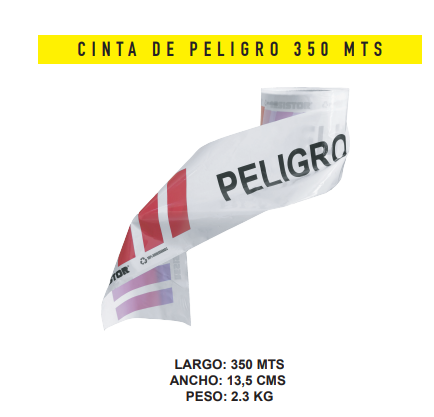 CINTA DE PELIGRO 350 MTS
PELIGRO
LARGO: 350 MTS
ANCHO: 13,5 CMS
PESO: 2.3 KG